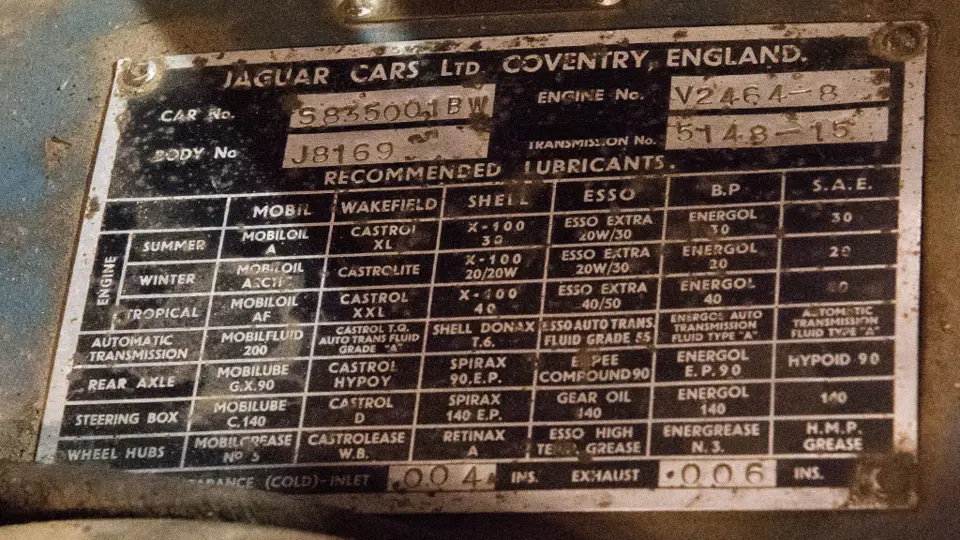 JAGUAR CARS LTD COVENTRY, ENGLAND.
CAR No. S835001BW ENGINE No. V2464-8
BODY No J8169 TRANSMISSION No. 5148-15
RECOMMENDED LUBRICANTS.
MOBIL WAKEFIELD SHELL ESSO B.P S.A.E.
ENGINE
SUMMER MOBILOIL A CASTROL XL X-100 30 ESSO EXTRA 20W/30 ENERGOL 30 30
WINTER MOBILOIL ARCTIC CASTROLITE X-100 20/20W ESSO EXTRA 20W/30 ENERGOL 20 20
TROPICAL MOBILOIL AF CASTROL XXL X-100 40 ESSO EXTRA 40/50 ENERGOL 40
AUTOMATIC TRANSMISSION MOBILFLUID 200 CASTROL T.Q. AUTO TRANS FLUID GRADE "A" SHELL DONAX T.6. ESSO AUTO TRANS. FLUID GRADE 55 ENERGOL AUTO TRANSMISSION FLUID TYPE "A" AUTOMATIC TRANSMISSION FLUID TYPE "A"
REAR AXLE MOBILUBE G.X.90 CASTROL HYPOY SPIRAX 90.E.P. COMPOUND 90 ENERGOL E.P.90 HYPOID 90
STEERING BOX MOBILUBE C.140 CASTROL D SPIRAX 140 E.P. GEAR OIL 140 ENERGOL 140 140
WHEEL HUBS MOBILGREASE No 5 CASTROLEASE W.B. RETINAX A ESSO HIGH TEMP. GREASE ENERGREASE N.3. H.M.P. GREASE
(COLD)-INLET .004 INS. EXHAUST .006 INS.